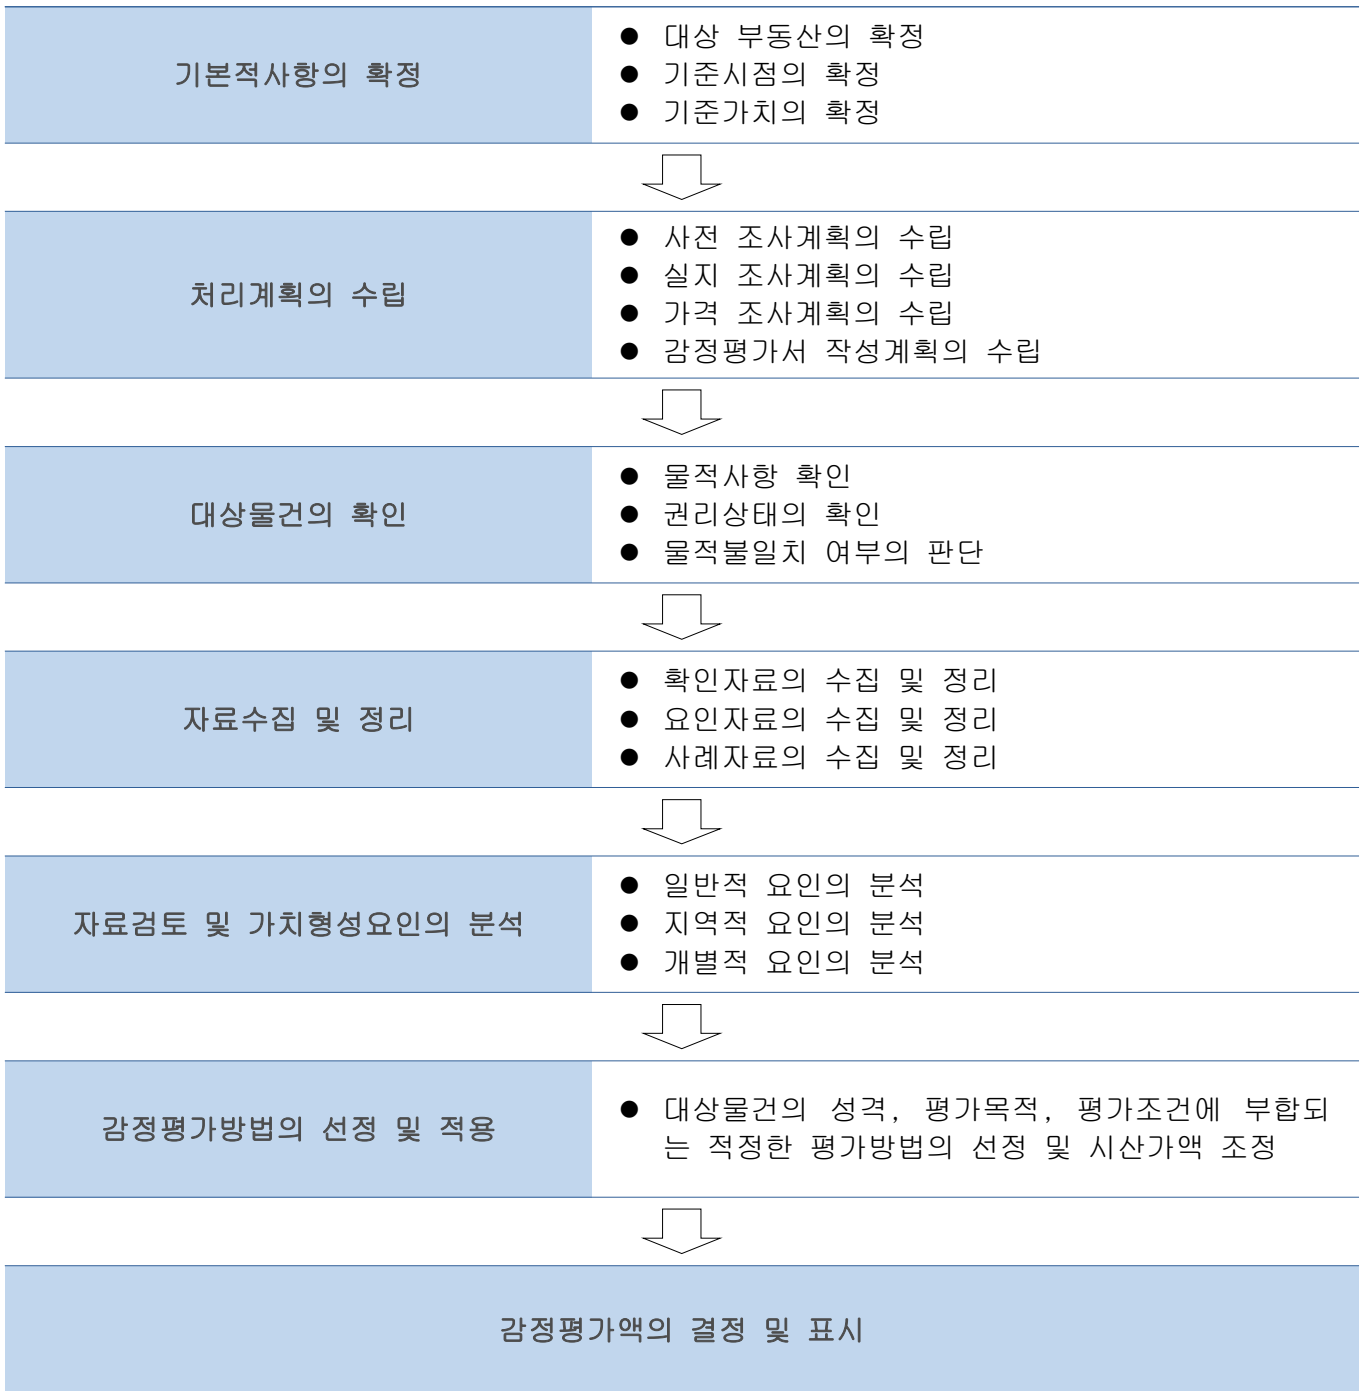 기본적사항의 확정
● 대상 부동산의 확정
● 기준시점의 확정
● 기준가치의 확정
처리계획의 수립
● 사전 조사계획의 수립
● 실지 조사계획의 수립
● 가격 조사계획의 수립
● 감정평가서 작성계획의 수립
대상물건의 확인
● 물적사항 확인
● 권리상태의 확인
● 물적불일치 여부의 판단
자료수집 및 정리
● 확인자료의 수집 및 정리
● 요인자료의 수집 및 정리
● 사례자료의 수집 및 정리
자료검토 및 가치형성요인의 분석
● 일반적 요인의 분석
● 지역적 요인의 분석
● 개별적 요인의 분석
감정평가방법의 선정 및 적용
● 대상물건의 성격, 평가목적, 평가조건에 부합되
는 적정한 평가방법의 선정 및 시산가액 조정
감정평가액의 결정 및 표시